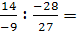 14/-9 : -28/27 =